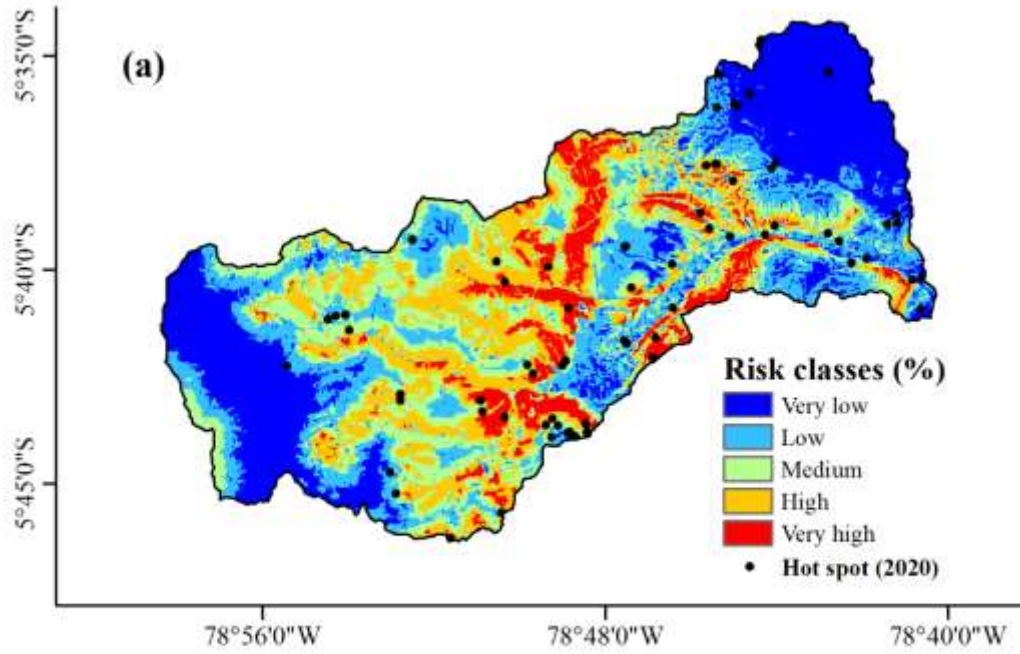 (a)
5°35'0"S
5°40'0"S
5°45'0"S
Risk classes (%)
Very low
Low
Medium
High
Very high
Hot spot (2020)
78°56'0"W
78°48'0"W
78°40'0"W